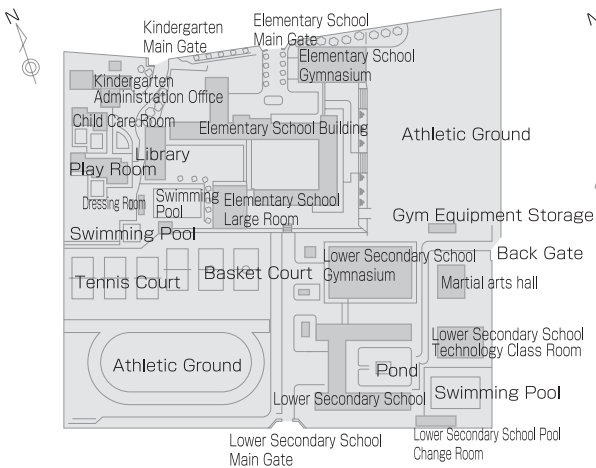 N
Kindergarten
Main Gate
Elementary School
Main Gate
Elementary School
Gymnasium
Kindergarten
Administration Office
Child Care Room
Elementary School Building
Athletic Ground
Library
Play Room
Dressing Room
Swimming
Pool
Elementary School
Large Room
Gym Equipment Storage
Swimming Pool
Back Gate
Lower Secondary School
Gymnasium
Basket Court
Tennis Court
Martial arts hall
Lower Secondary School
Technology Class Room
Athletic Ground
Pond
Swimming Pool
Lower Secondary School
Lower Secondary School
Main Gate
Lower Secondary School Pool
Change Room